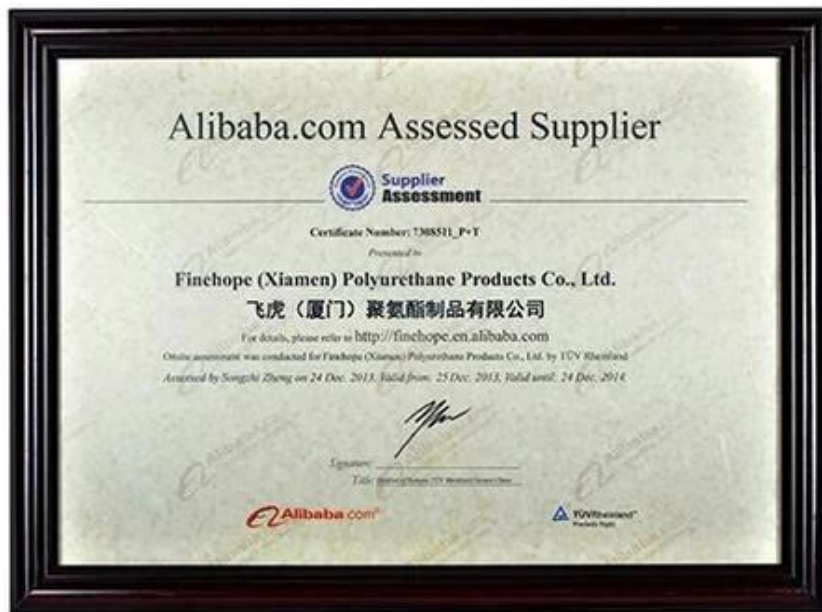 Alibaba.com Assessed Supplier
Supplier
Assessment
Certificate Number: 7308511_P+T
Presented to
Finehope (Xiamen) Polyurethane Products Co., Ltd.
飞虎（厦门）聚氨酯制品有限公司
For details, please refer to http://finehope.en.alibaba.com
Onsite assessment was conducted for Finehope (Xiamen) Polyurethane Products Co., Ltd. by TÜV Rheinland
Assessed by Songzhi Zheng on 24 Dec. 2013, Valid from: 25 Dec. 2013, Valid until: 24 Dec. 2014.
Signature:
Title:
Alibaba.com®
TÜVRheinland®
Precisely Right.